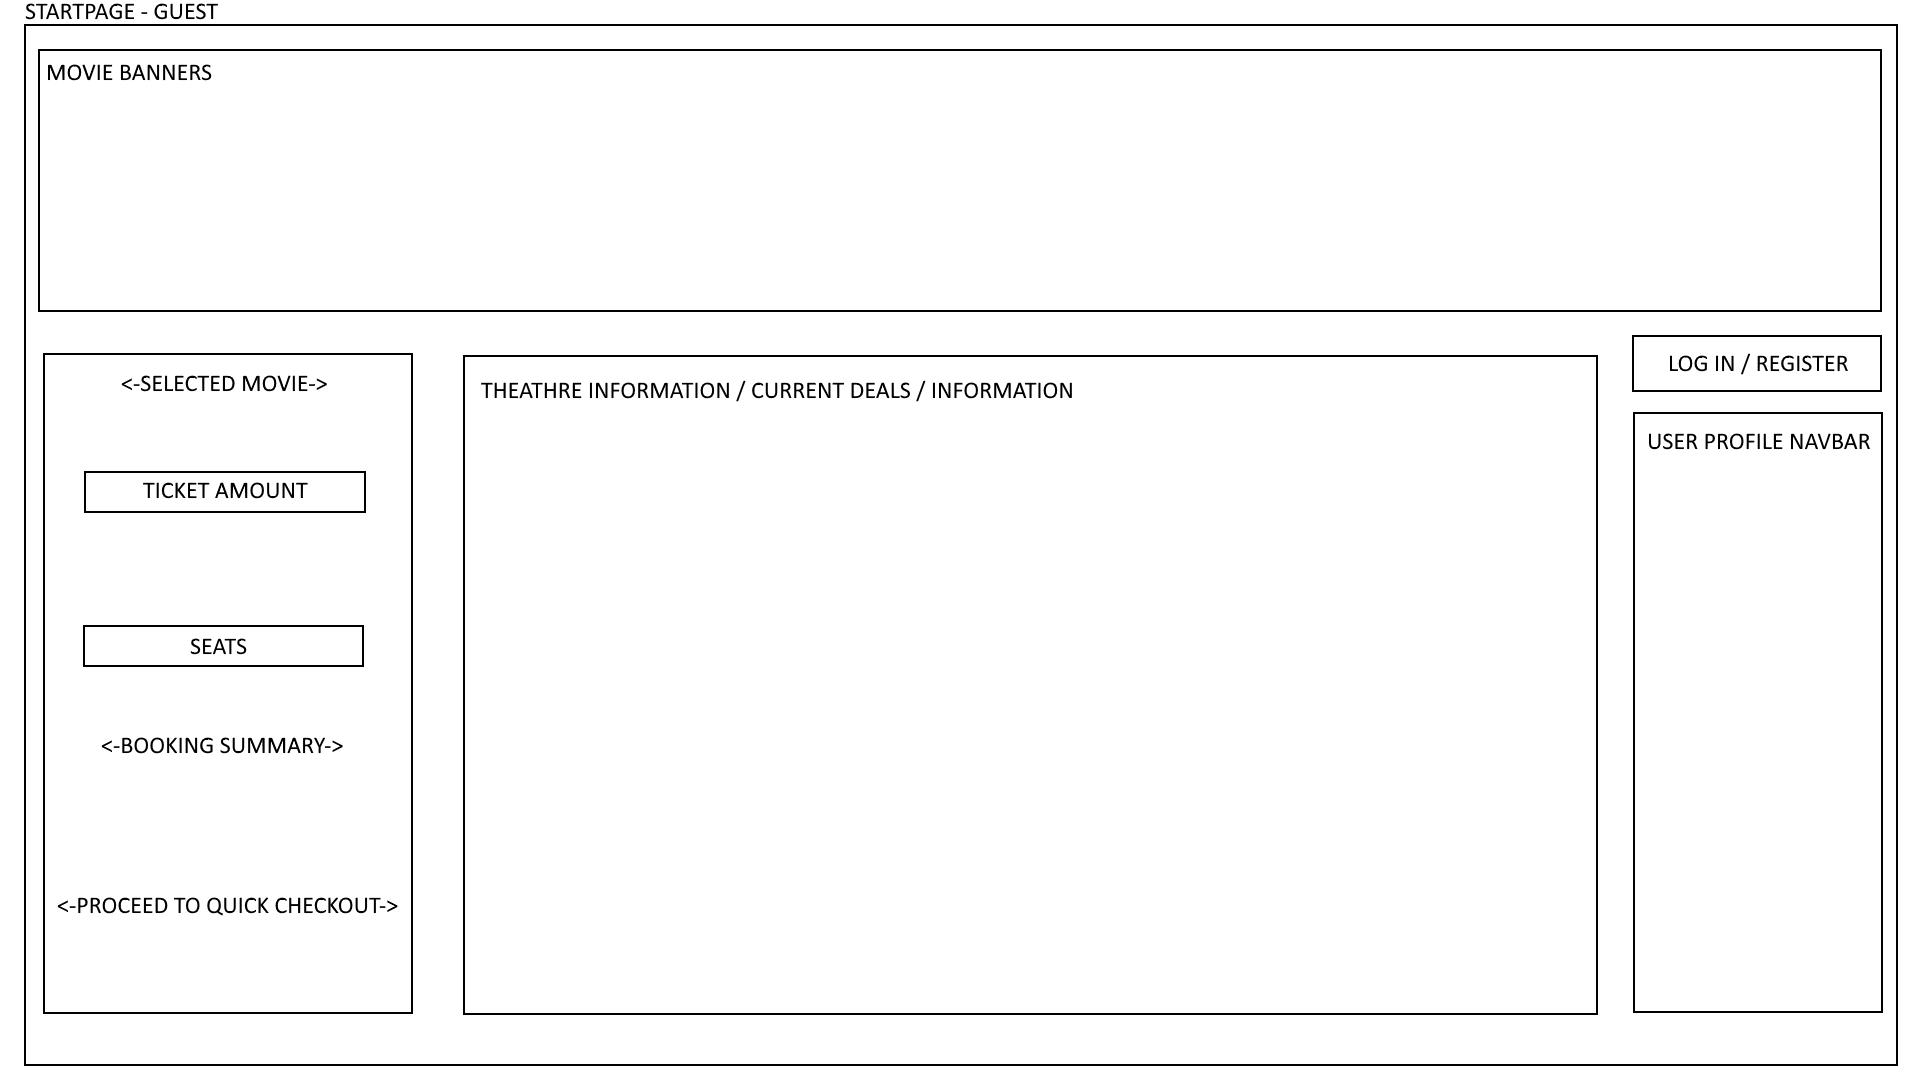 STARTPAGE - GUEST
MOVIE BANNERS
<-SELECTED MOVIE->
TICKET AMOUNT
SEATS
<-BOOKING SUMMARY->
<-PROCEED TO QUICK CHECKOUT->
THEATHRE INFORMATION / CURRENT DEALS / INFORMATION
LOG IN / REGISTER
USER PROFILE NAVBAR